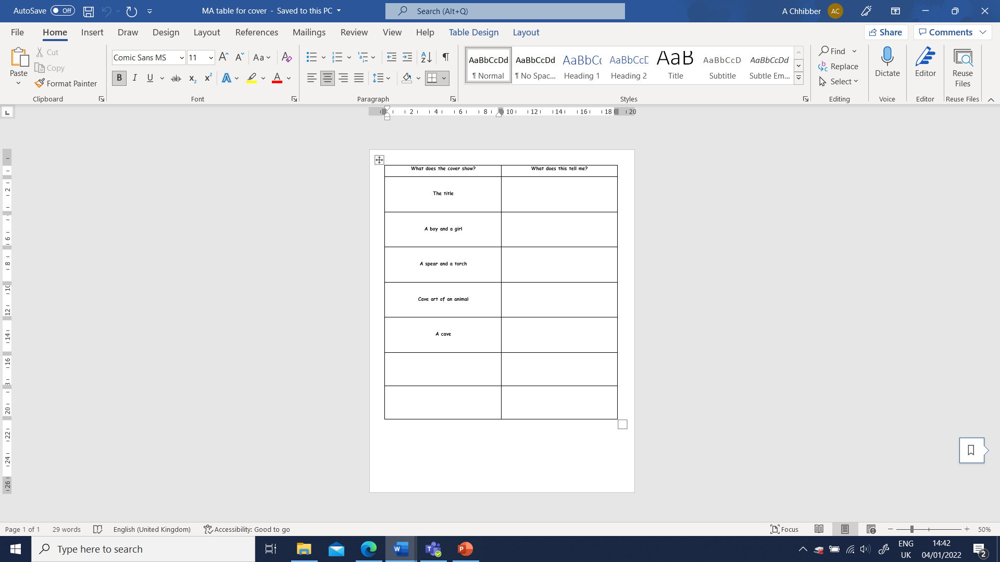 AutoSave Off MA table for cover - Saved to this PC Search (Alt+Q) A Chhibber AC
File Home Insert Draw Design Layout References Mailings Review View Help Table Design Layout Share Comments
Paste Cut Copy Format Painter
Clipboard
Comic Sans MS 11 Aa
B I U ab x₂ x² A A
Font
Paragraph
AaBbCcDd AaBbCcDd AaBbCc AaBbCcD AaB AaBbCcD AaBbCcDd
¶ Normal ¶ No Spac... Heading 1 Heading 2 Title Subtitle Subtle Em...
Styles
Find
Replace
Select
Editing
Dictate
Voice
Editor
Editor
Reuse Files
Reuse Files
2 4 6 8 10 12 14 16 18 20
What does the cover show? What does this tell me?
The title
A boy and a girl
A spear and a torch
Cave art of an animal
A cave
2
6
8
10
12
14
16
20
22
24
26
Page 1 of 1 29 words English (United Kingdom) Accessibility: Good to go Focus 50%
Type here to search
ENG
UK
14:42
04/01/2022
2